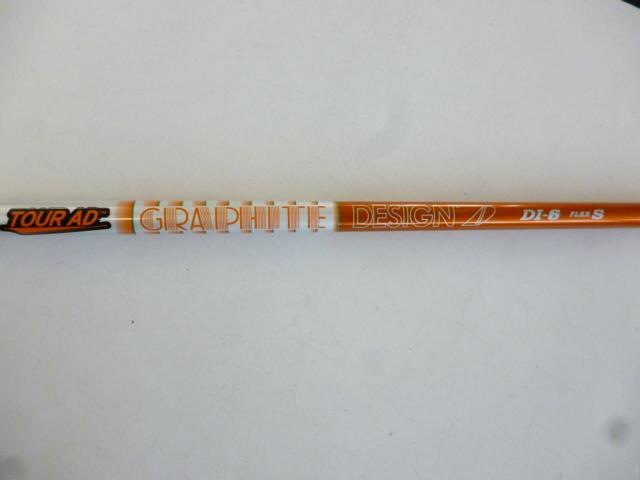 TOUR AD GRAPHITE DESIGN DI-6 FLEX S